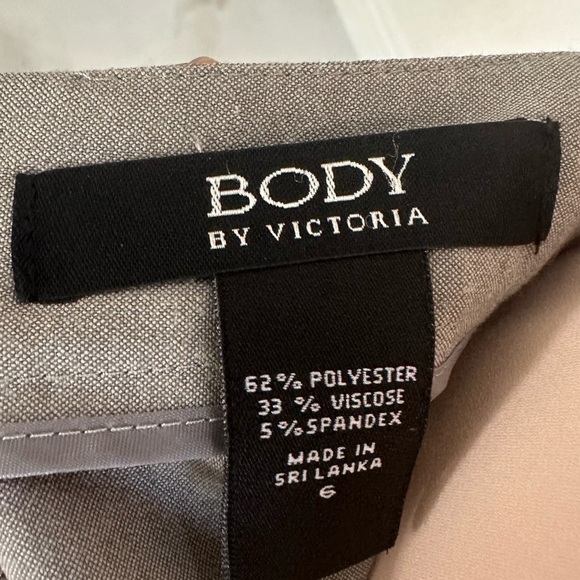 BODY
BY VICTORIA
62% POLYESTER
33 % VISCOSE
5%SPANDEX
MADE IN
SRI LANKA
6